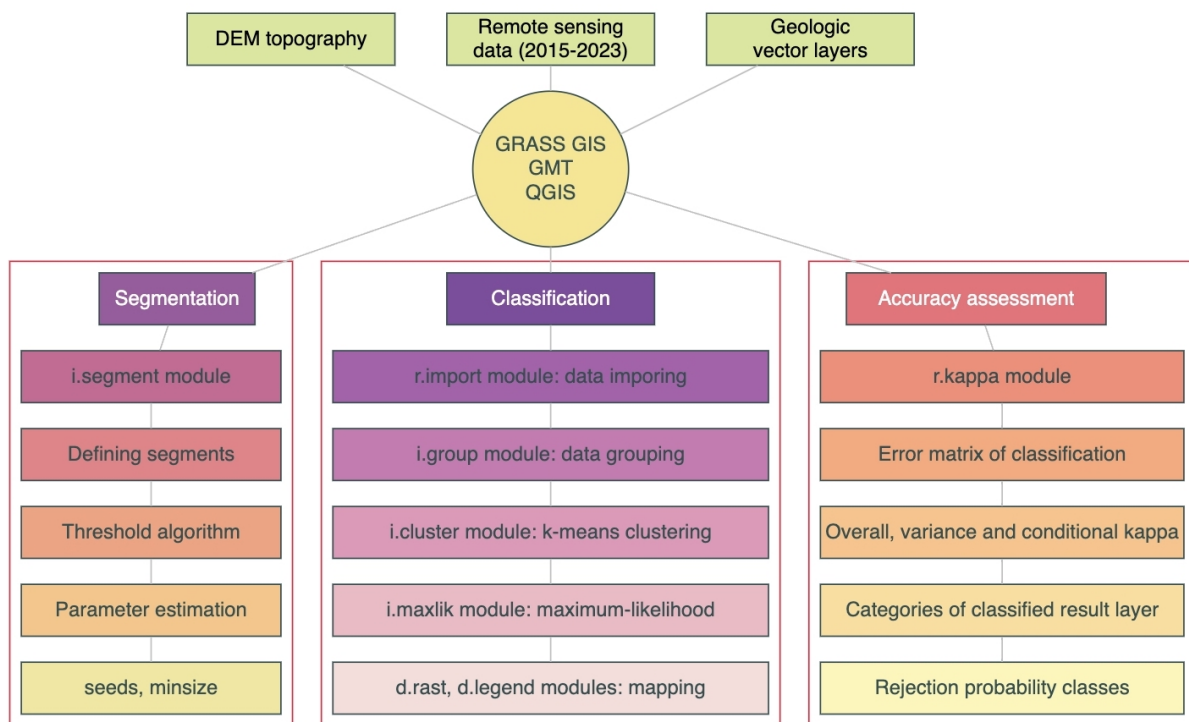 DEM topography
Remote sensing
data (2015-2023)
Geologic
vector layers
GRASS GIS
GMT
QGIS
Segmentation
i.segment module
Defining segments
Threshold algorithm
Parameter estimation
seeds, minsize
Classification
r.import module: data imporing
i.group module: data grouping
i.cluster module: k-means clustering
i.maxlik module: maximum-likelihood
d.rast, d.legend modules: mapping
Accuracy assessment
r.kappa module
Error matrix of classification
Overall, variance and conditional kappa
Categories of classified result layer
Rejection probability classes